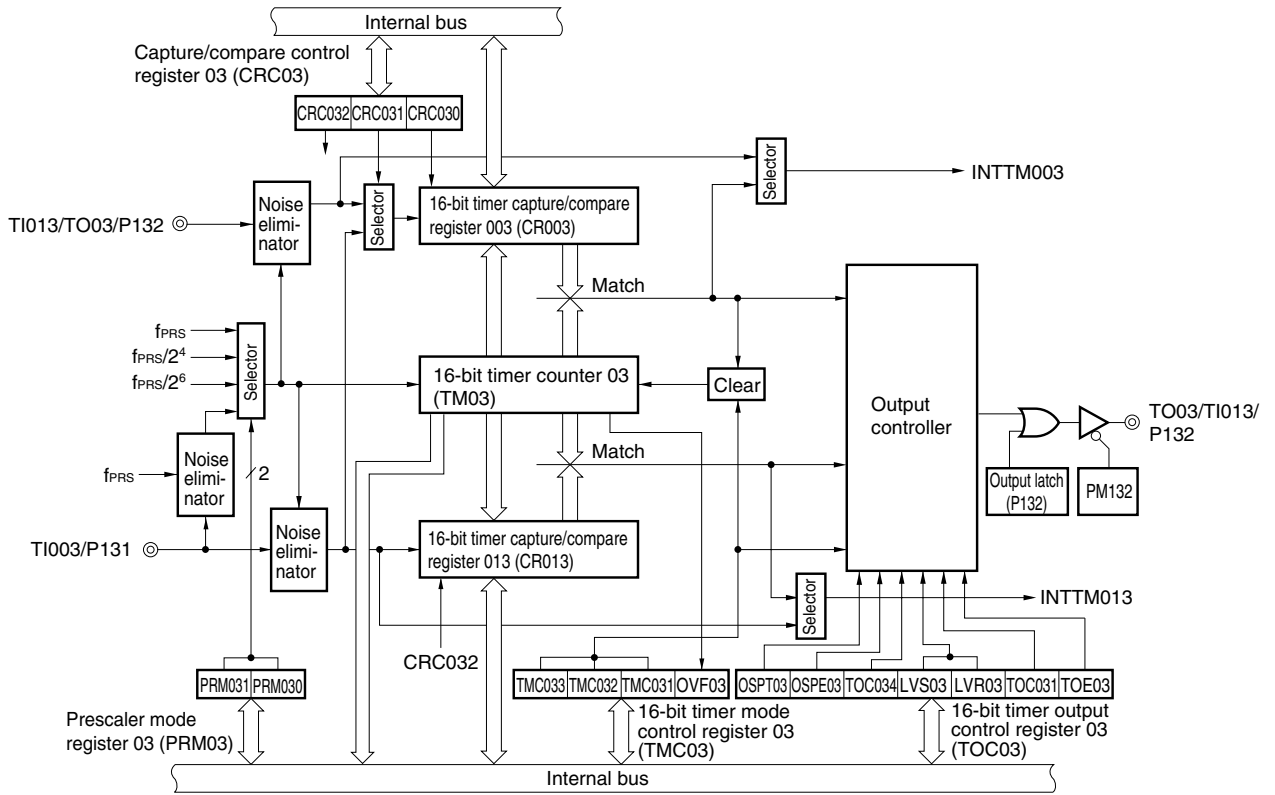 Internal bus
Capture/compare control
register 03 (CRC03)
CRC032 CRC031 CRC030
Selector
INTTM003
TI013/TO03/P132
Noise
elimi-
nator
Selector
16-bit timer capture/compare
register 003 (CR003)
Match
fPRS
fPRS/2⁴
fPRS/2⁶
Selector
16-bit timer counter 03
(TM03)
Clear
Output
controller
TO03/TI013/
P132
Output latch
(P132)
PM132
fPRS
Noise
elimi-
nator
2
Match
TI003/P131
Noise
elimi-
nator
16-bit timer capture/compare
register 013 (CR013)
Selector
INTTM013
CRC032
PRM031 PRM030
TMC033 TMC032 TMC031 OVF03
OSPT03 OSPE03 TOC034 LVS03 LVR03 TOC031 TOE03
Prescaler mode
register 03 (PRM03)
16-bit timer mode
control register 03
(TMC03)
16-bit timer output
control register 03
(TOC03)
Internal bus